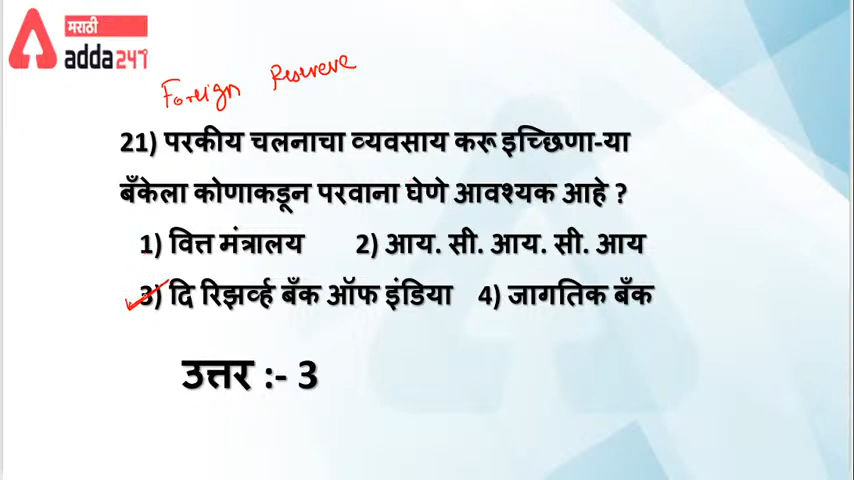 मराठी
adda247
Foreign Resereve
21) परकीय चलनाचा व्यवसाय करू इच्छिणा-या
बँकेला कोणाकडून परवाना घेणे आवश्यक आहे ?
1) वित्त मंत्रालय 2) आय. सी. आय. सी. आय
3) दि रिझर्व्ह बँक ऑफ इंडिया 4) जागतिक बँक
उत्तर :- 3